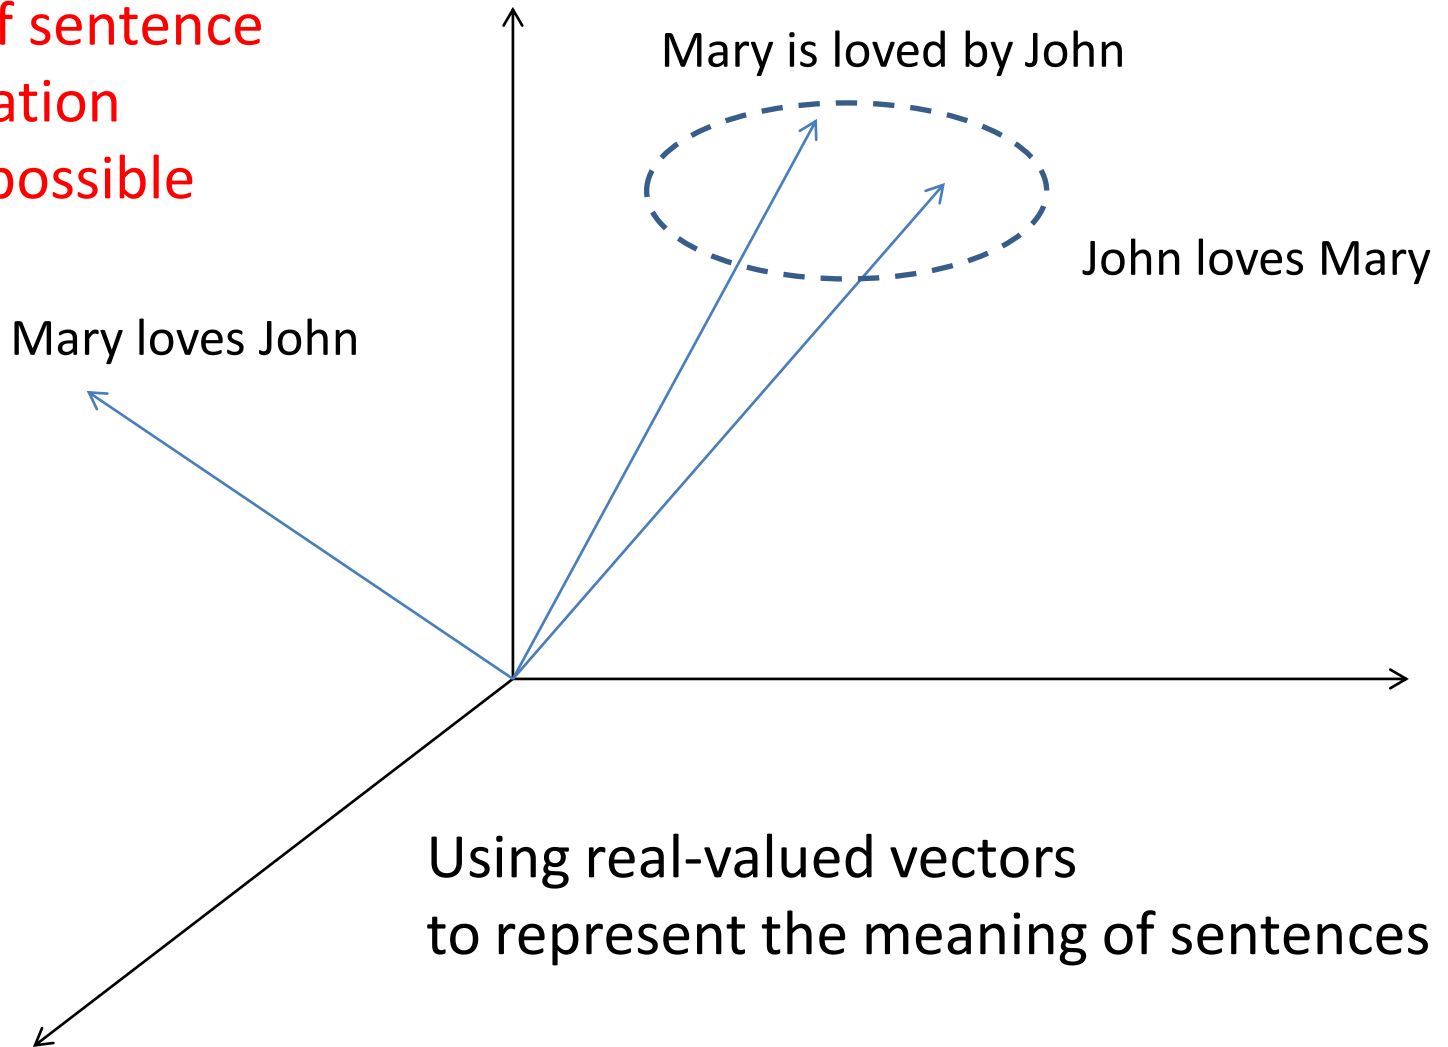 sentence
possible
Mary is loved by John
John loves Mary
Mary loves John
Using real-valued vectors
to represent the meaning of sentences